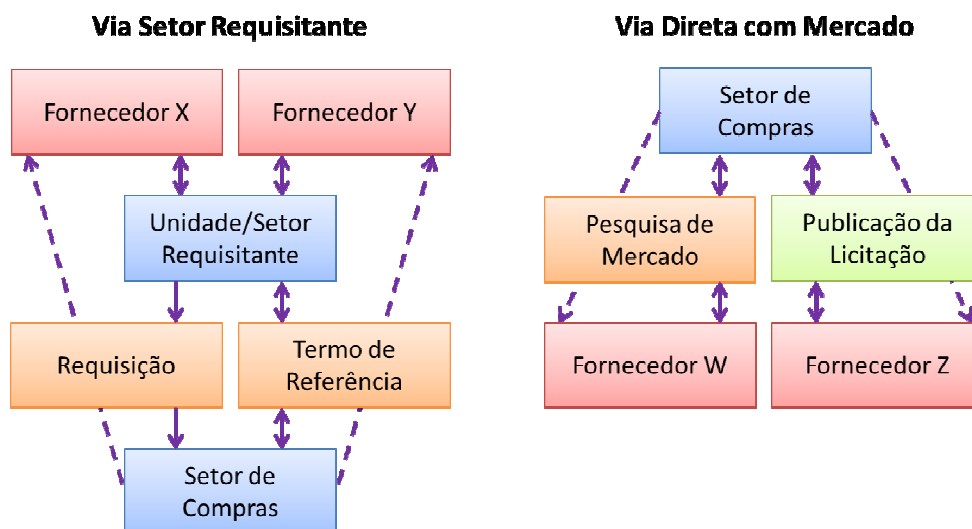 Via Setor Requisitante
Fornecedor X
Fornecedor Y
Unidade/Setor
Requisitante
Requisição
Termo de
Referência
Setor de
Compras
Via Direta com Mercado
Setor de
Compras
Pesquisa de
Mercado
Publicação da
Licitação
Fornecedor W
Fornecedor Z